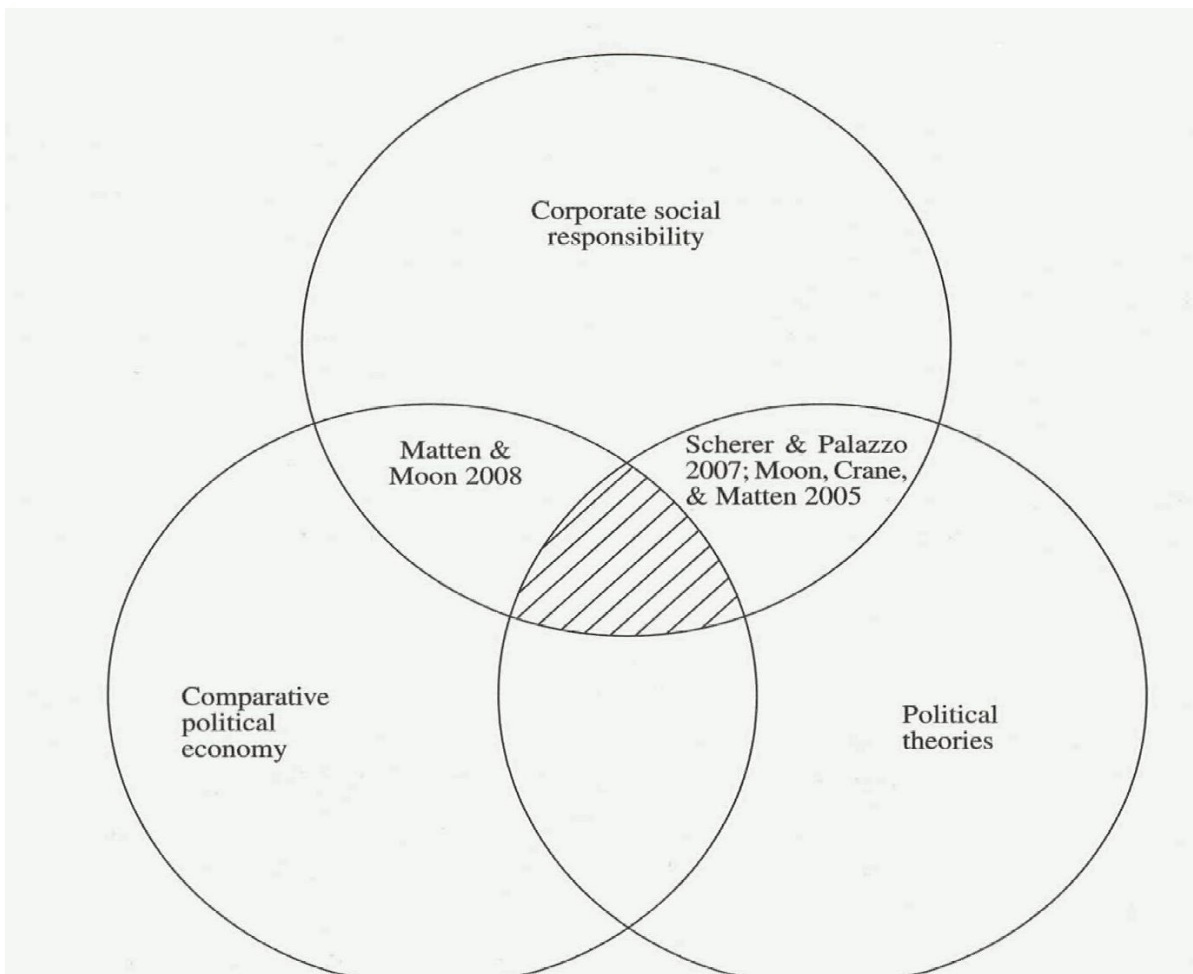 Corporate social
responsibility
Matten &
Moon 2008
Scherer & Palazzo
2007; Moon, Crane,
& Matten 2005
Comparative
political
economy
Political
theories